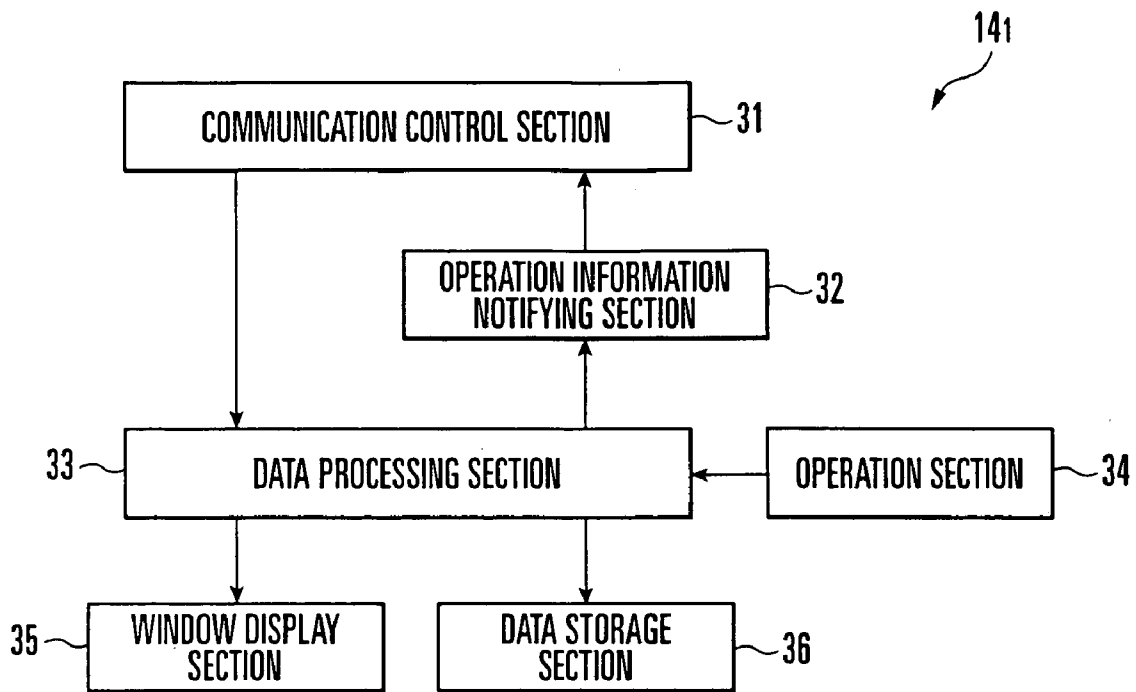 141
COMMUNICATION CONTROL SECTION
31
OPERATION INFORMATION
NOTIFYING SECTION
32
33
DATA PROCESSING SECTION
OPERATION SECTION
34
35
WINDOW DISPLAY
SECTION
DATA STORAGE
SECTION
36